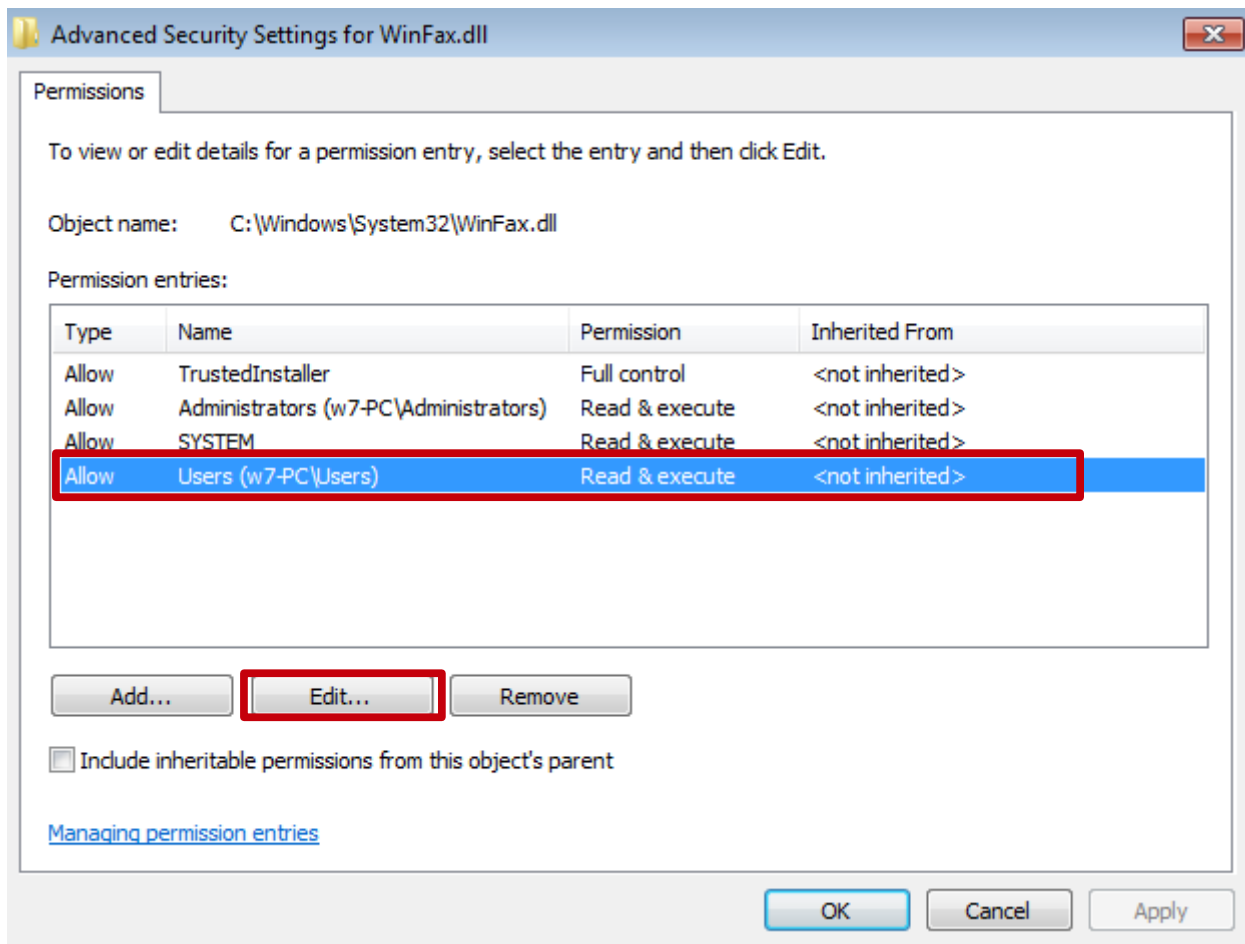 Advanced Security Settings for WinFax.dll
Permissions
To view or edit details for a permission entry, select the entry and then click Edit.
Object name: C:\Windows\System32\WinFax.dll
Permission entries:
Type Name Permission Inherited From
Allow TrustedInstaller Full control <not inherited>
Allow Administrators (w7-PC\Administrators) Read & execute <not inherited>
Allow SYSTEM Read & execute <not inherited>
Allow Users (w7-PC\Users) Read & execute <not inherited>
Add... Edit... Remove
Include inheritable permissions from this object's parent
Managing permission entries
OK Cancel Apply